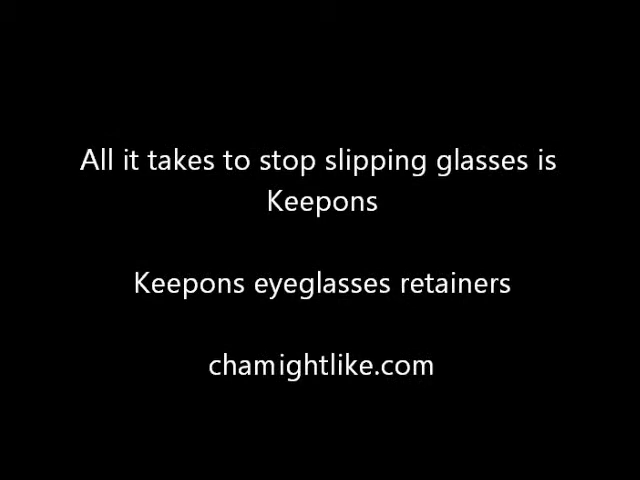 All it takes to stop slipping glasses is
Keepons
Keepons eyeglasses retainers
chamightlike.com